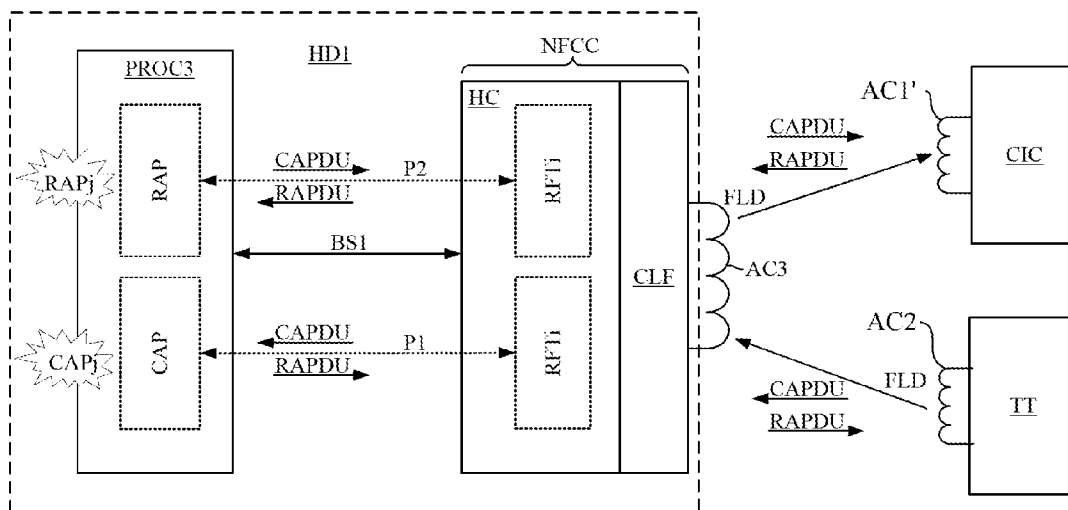 HD1
NFCC
PROC3
HC
AC1'
CAPDU
RAPDU
CIC
RAPj
RAP
CAPDU
RAPDU
P2
RFTi
FLD
BS1
CLF
AC3
CAPj
CAP
CAPDU
RAPDU
P1
RFTi
AC2
FLD
CAPDU
RAPDU
TT